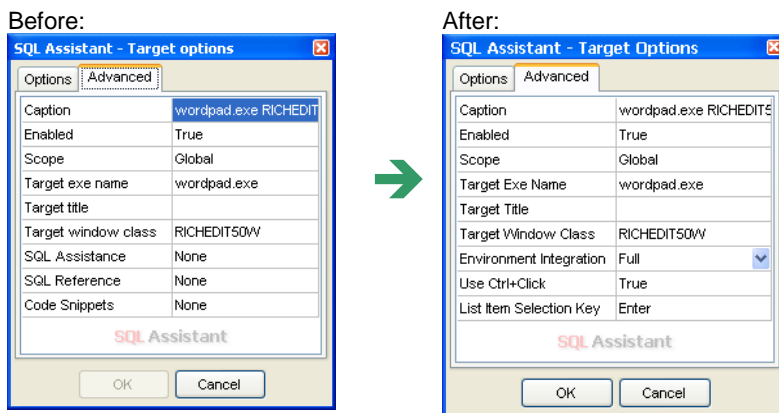 Before:
SQL Assistant - Target options
Options Advanced
Caption wordpad.exe RICHEDIT
Enabled True
Scope Global
Target exe name wordpad.exe
Target title
Target window class RICHEDIT50W
SQL Assistance None
SQL Reference None
Code Snippets None
SQL Assistant
OK Cancel
After:
SQL Assistant - Target Options
Options Advanced
Caption wordpad.exe RICHEDIT5
Enabled True
Scope Global
Target Exe Name wordpad.exe
Target Title
Target Window Class RICHEDIT50W
Environment Integration Full
Use Ctrl+Click True
List Item Selection Key Enter
SQL Assistant
OK Cancel